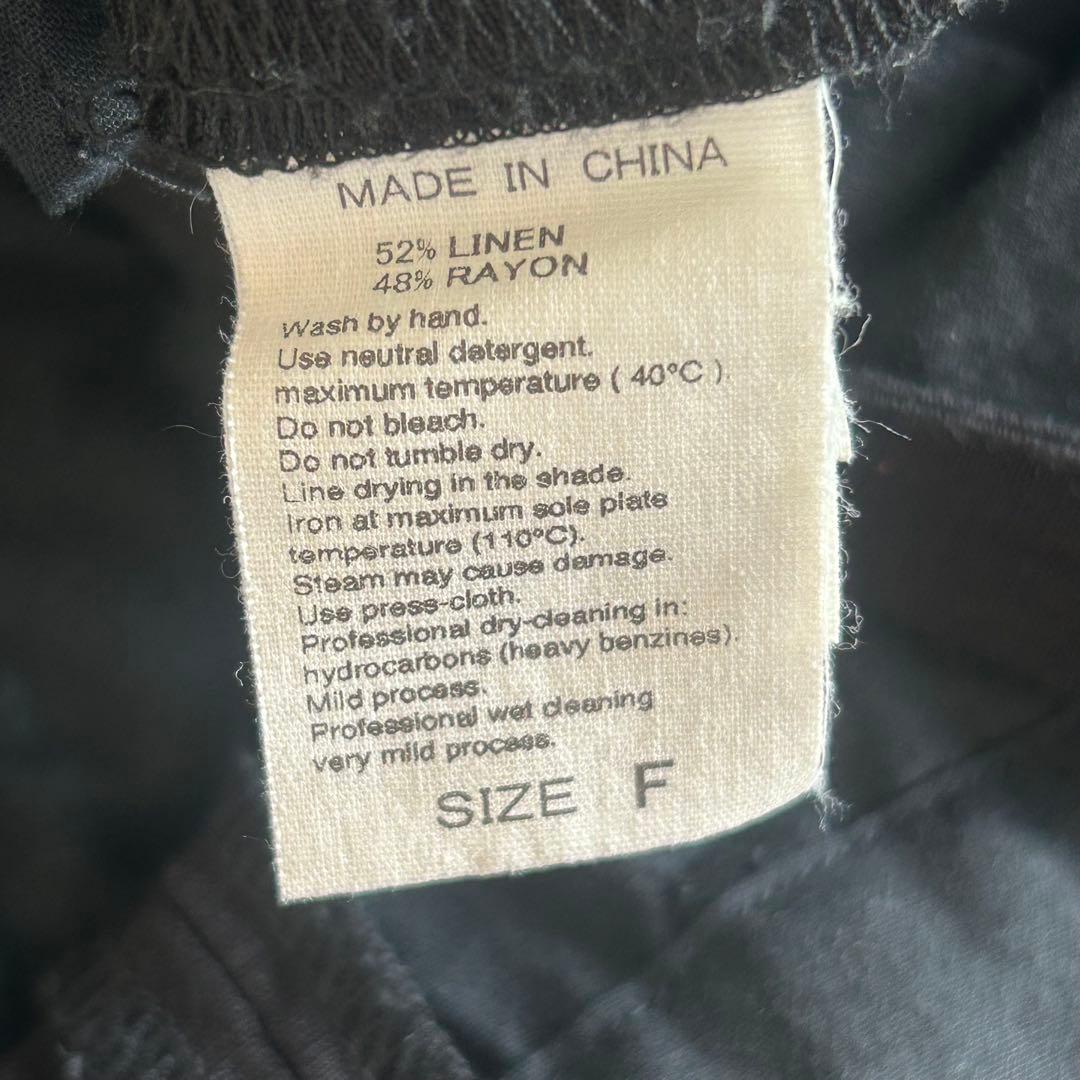 MADE IN CHINA
52% LINEN
48% RAYON
Wash by hand.
Use neutral detergent.
maximum temperature ( 40°C )
Do not bleach.
Do not tumble dry.
Line drying in the shade.
Iron at maximum sole plate
temperature (110°C).
Steam may cause damage.
Use press-cloth.
Professional dry-cleaning in:
hydrocarbons (heavy benzines).
Mild process.
Professional wet cleaning
very mild process.
SIZE F